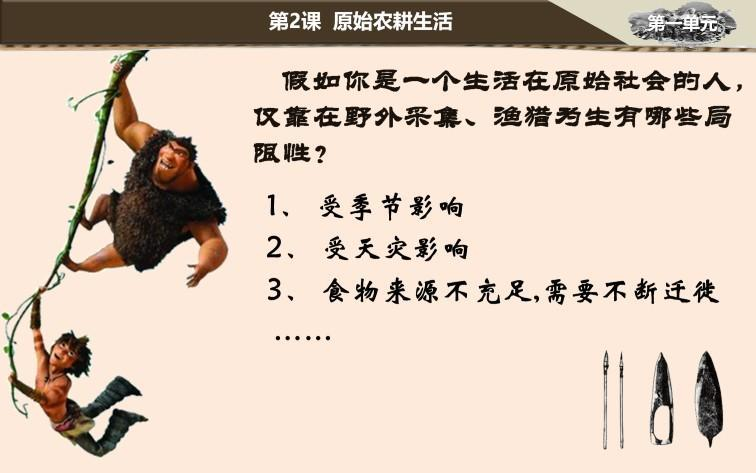 第2课 原始农耕生活
第一单元
假如你是一个生活在原始社会的人，
仅靠在野外采集、渔猎为生有哪些局
限性？
1、 受季节影响
2、 受天灾影响
3、 食物来源不充足,需要不断迁徙
……